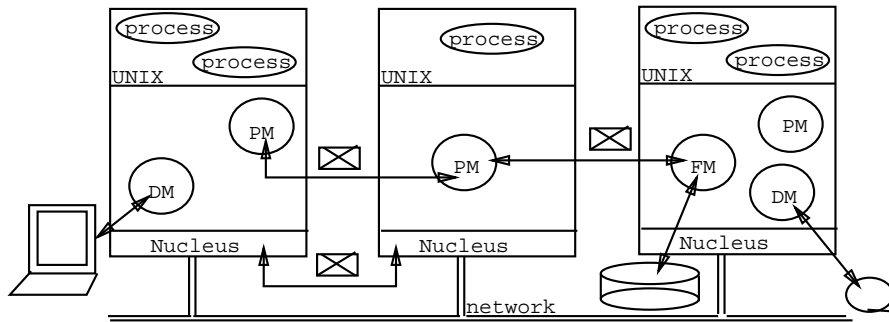 process
process
UNIX
PM
DM
Nucleus
process
UNIX
PM
Nucleus
process
process
UNIX
PM
FM
DM
Nucleus
network